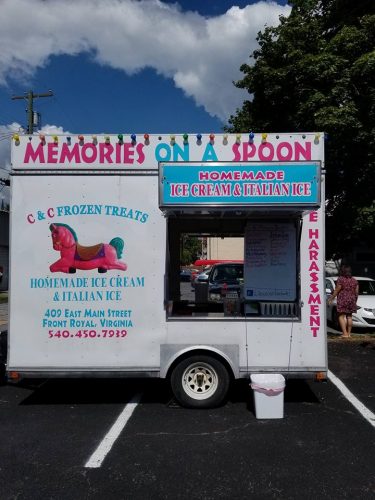 MEMORIES ON A SPOON
HOMEMADE
ICE CREAM & ITALIAN ICE
C & C FROZEN TREATS
HOMEMADE ICE CREAM
& ITALIAN ICE
409 EAST MAIN STREET
FRONT ROYAL, VIRGINIA
540.450.7939
E HARASSMENT